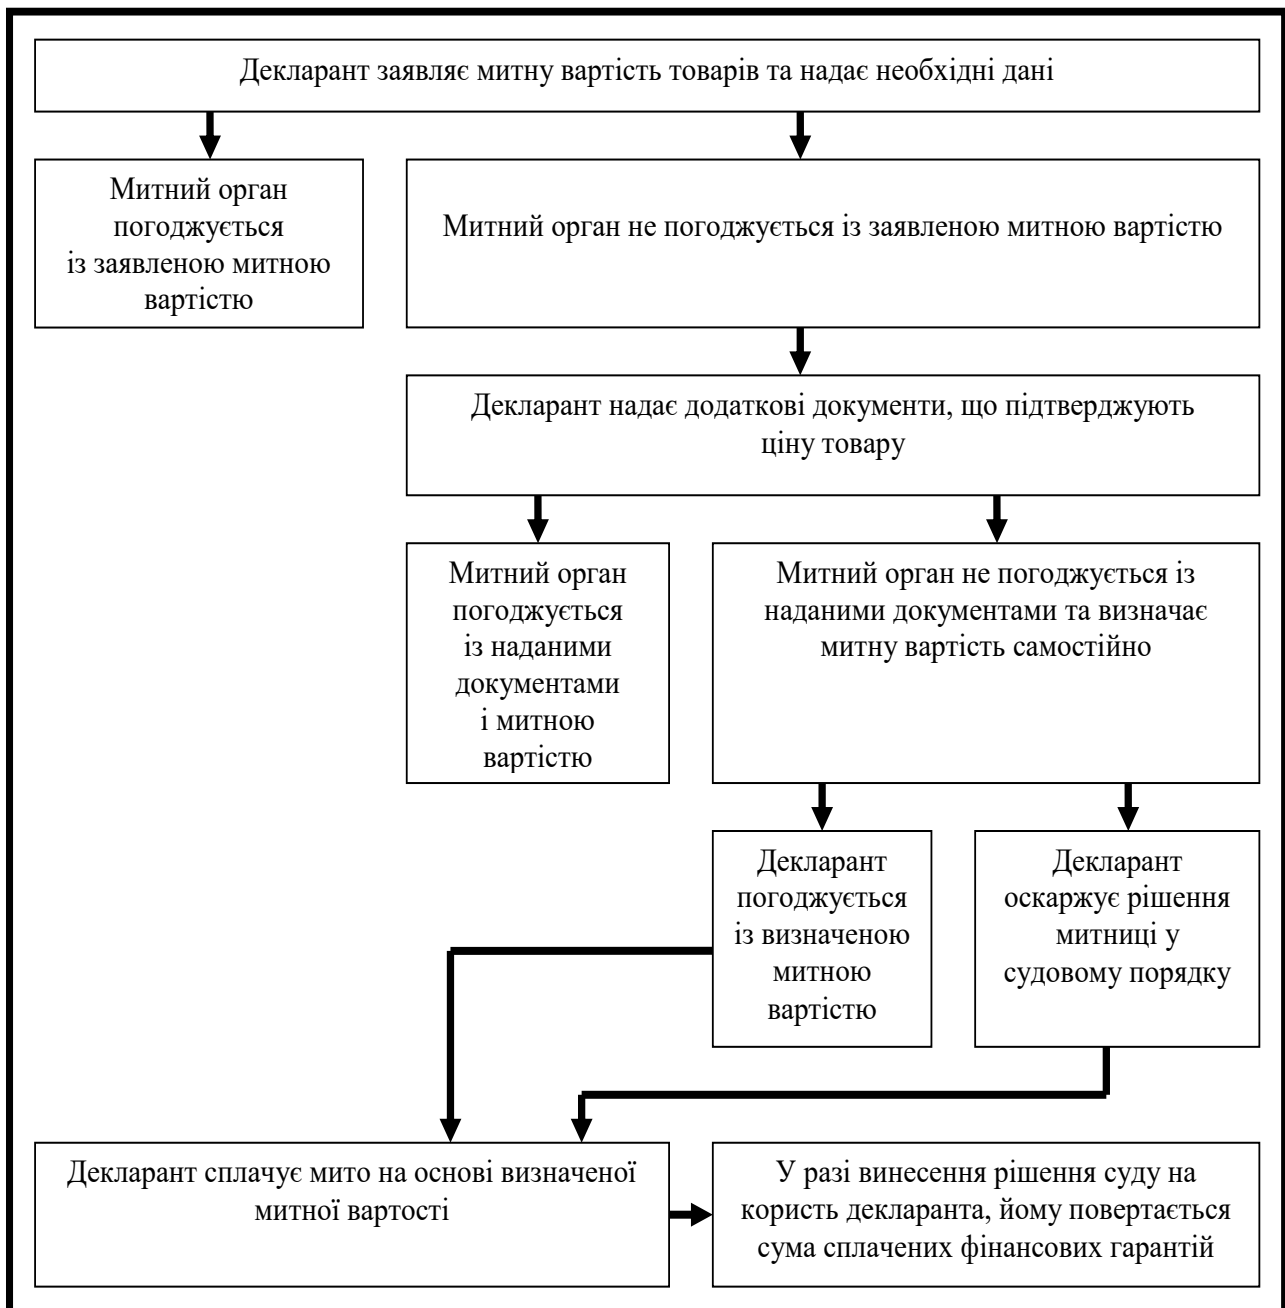 Декларант заявляє митну вартість товарів та надає необхідні дані
Митний орган
погоджується
із заявленою митною
вартістю
Митний орган не погоджується із заявленою митною вартістю
Декларант надає додаткові документи, що підтверджують
ціну товару
Митний орган
погоджується
із наданими
документами
і митною
вартістю
Митний орган не погоджується із
наданими документами та визначає
митну вартість самостійно
Декларант
погоджується
із визначеною
митною
вартістю
Декларант
оскаржує рішення
митниці у
судовому порядку
Декларант сплачує мито на основі визначеної
митної вартості
У разі винесення рішення суду на
користь декларанта, йому повертається
сума сплачених фінансових гарантій